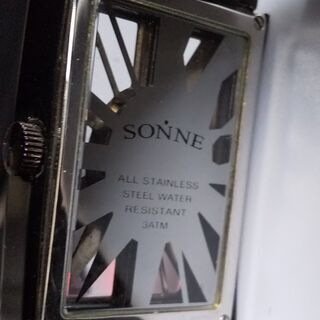 SONNE
ALL STAINLESS
STEEL WATER
RESISTANT
3ATM